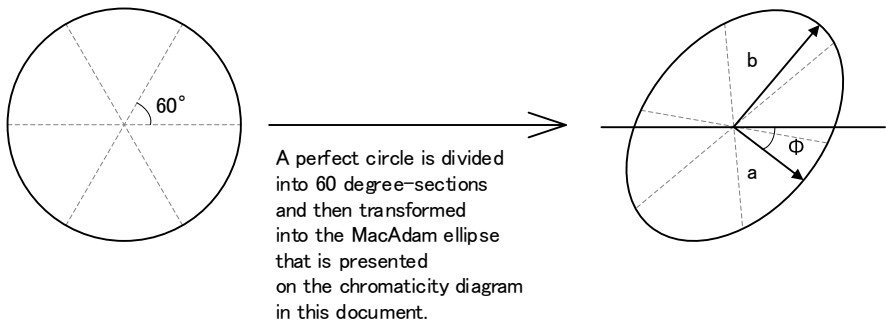 60°
A perfect circle is divided
into 60 degree-sections
and then transformed
into the MacAdam ellipse
that is presented
on the chromaticity diagram
in this document.
b
Φ
a